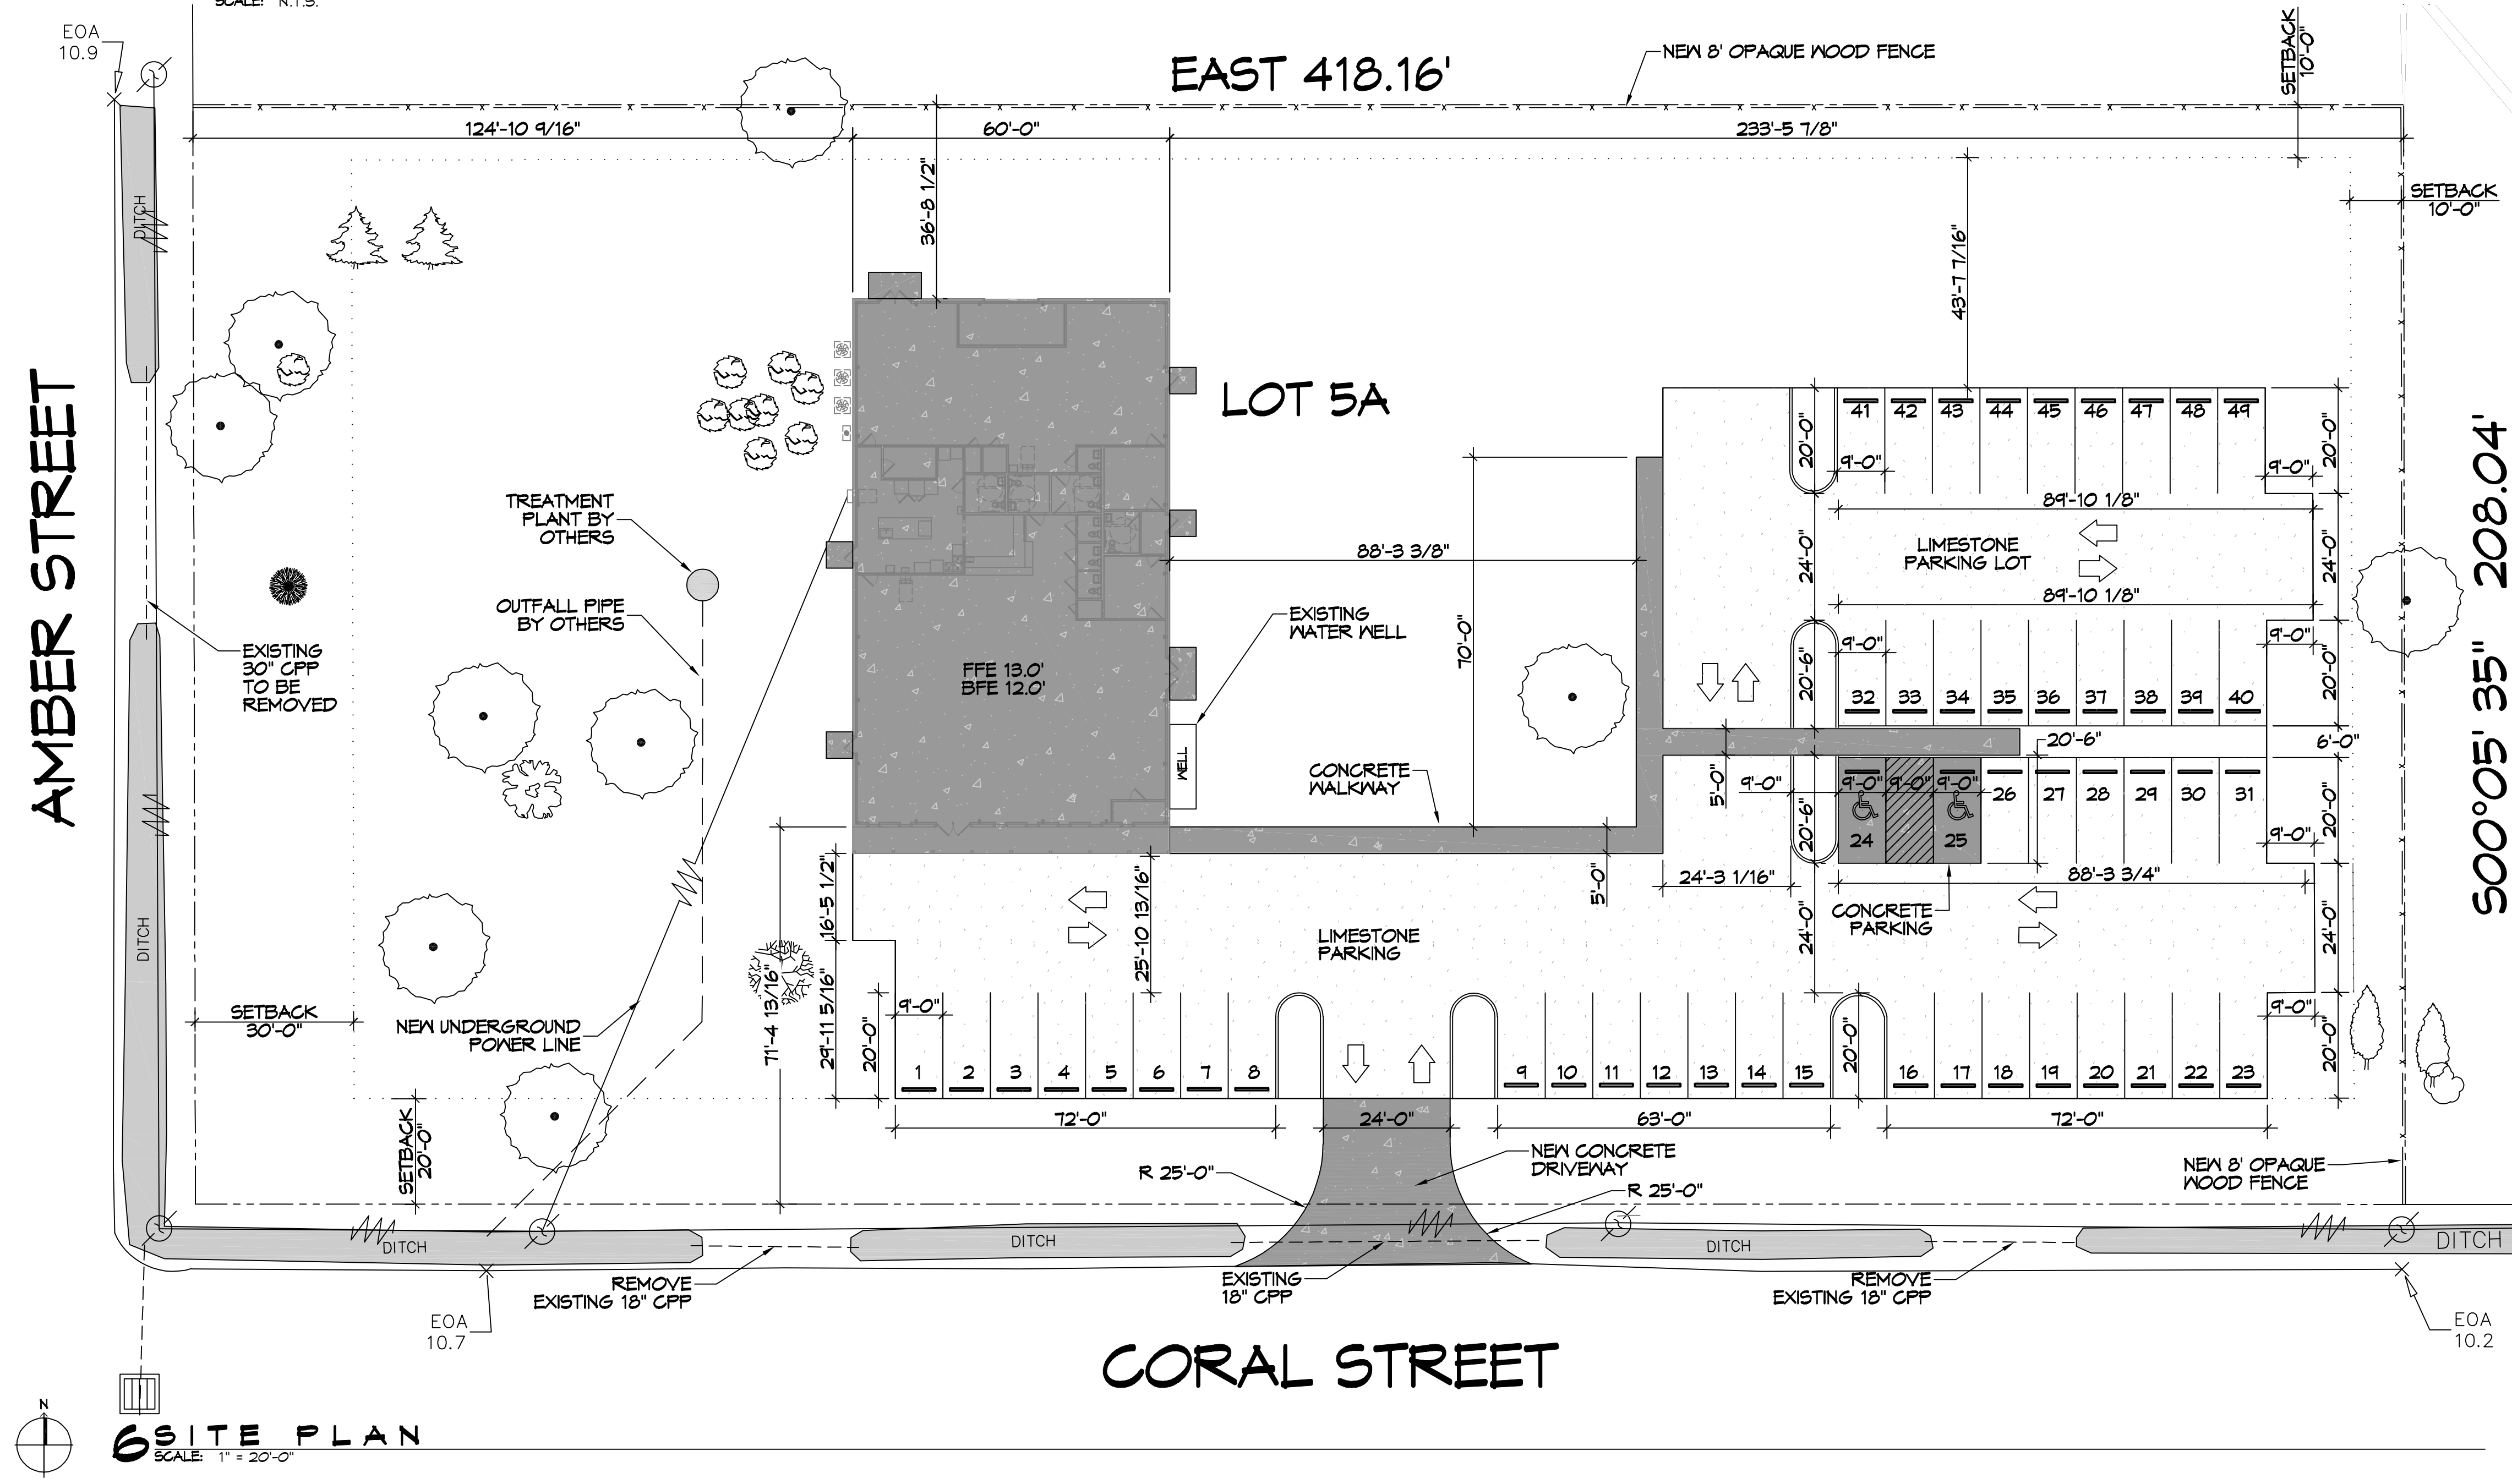 SCALE: N.T.S.
EOA
10.9
EAST 418.16'
NEW 8' OPAQUE WOOD FENCE
SETBACK
10'-0"
124'-10 9/16"
60'-0"
233'-5 7/8"
36'-8 1/2"
43'-7 7/16"
SETBACK
10'-0"
DITCH
AMBER STREET
LOT 5A
S00°05' 35" 208.04'
41 42 43 44 45 46 47 48 49
20'-0"
9'-0"
9'-0"
20'-0"
89'-10 1/8"
TREATMENT
PLANT BY
OTHERS
LIMESTONE
PARKING LOT
24'-0"
24'-0"
88'-3 3/8"
89'-10 1/8"
OUTFALL PIPE
BY OTHERS
EXISTING
WATER WELL
70'-0"
9'-0"
9'-0"
20'-6"
20'-0"
EXISTING
30" CPP
TO BE
REMOVED
FFE 13.0'
BFE 12.0'
32 33 34 35 36 37 38 39 40
20'-6"
6'-0"
WELL
CONCRETE
WALKWAY
5'-0"
9'-0"
9'-0" 9'-0" 9'-0"
26 27 28 29 30 31
24 25
20'-6"
20'-0"
9'-0"
16'-5 1/2"
25'-10 13/16"
5'-0"
24'-3 1/16"
88'-3 3/4"
CONCRETE
PARKING
24'-0"
24'-0"
DITCH
LIMESTONE
PARKING
SETBACK
30'-0"
NEW UNDERGROUND
POWER LINE
71'-4 13/16"
29'-11 5/16"
20'-0"
9'-0"
20'-0"
9'-0"
20'-0"
1 2 3 4 5 6 7 8
9 10 11 12 13 14 15
16 17 18 19 20 21 22 23
72'-0"
24'-0"
63'-0"
72'-0"
SETBACK
20'-0"
R 25'-0"
NEW CONCRETE
DRIVEWAY
R 25'-0"
NEW 8' OPAQUE
WOOD FENCE
DITCH
DITCH
DITCH
DITCH
REMOVE
EXISTING 18" CPP
EXISTING
18" CPP
REMOVE
EXISTING 18" CPP
EOA
10.7
EOA
10.2
CORAL STREET
N
6 SITE PLAN
SCALE: 1" = 20'-0"